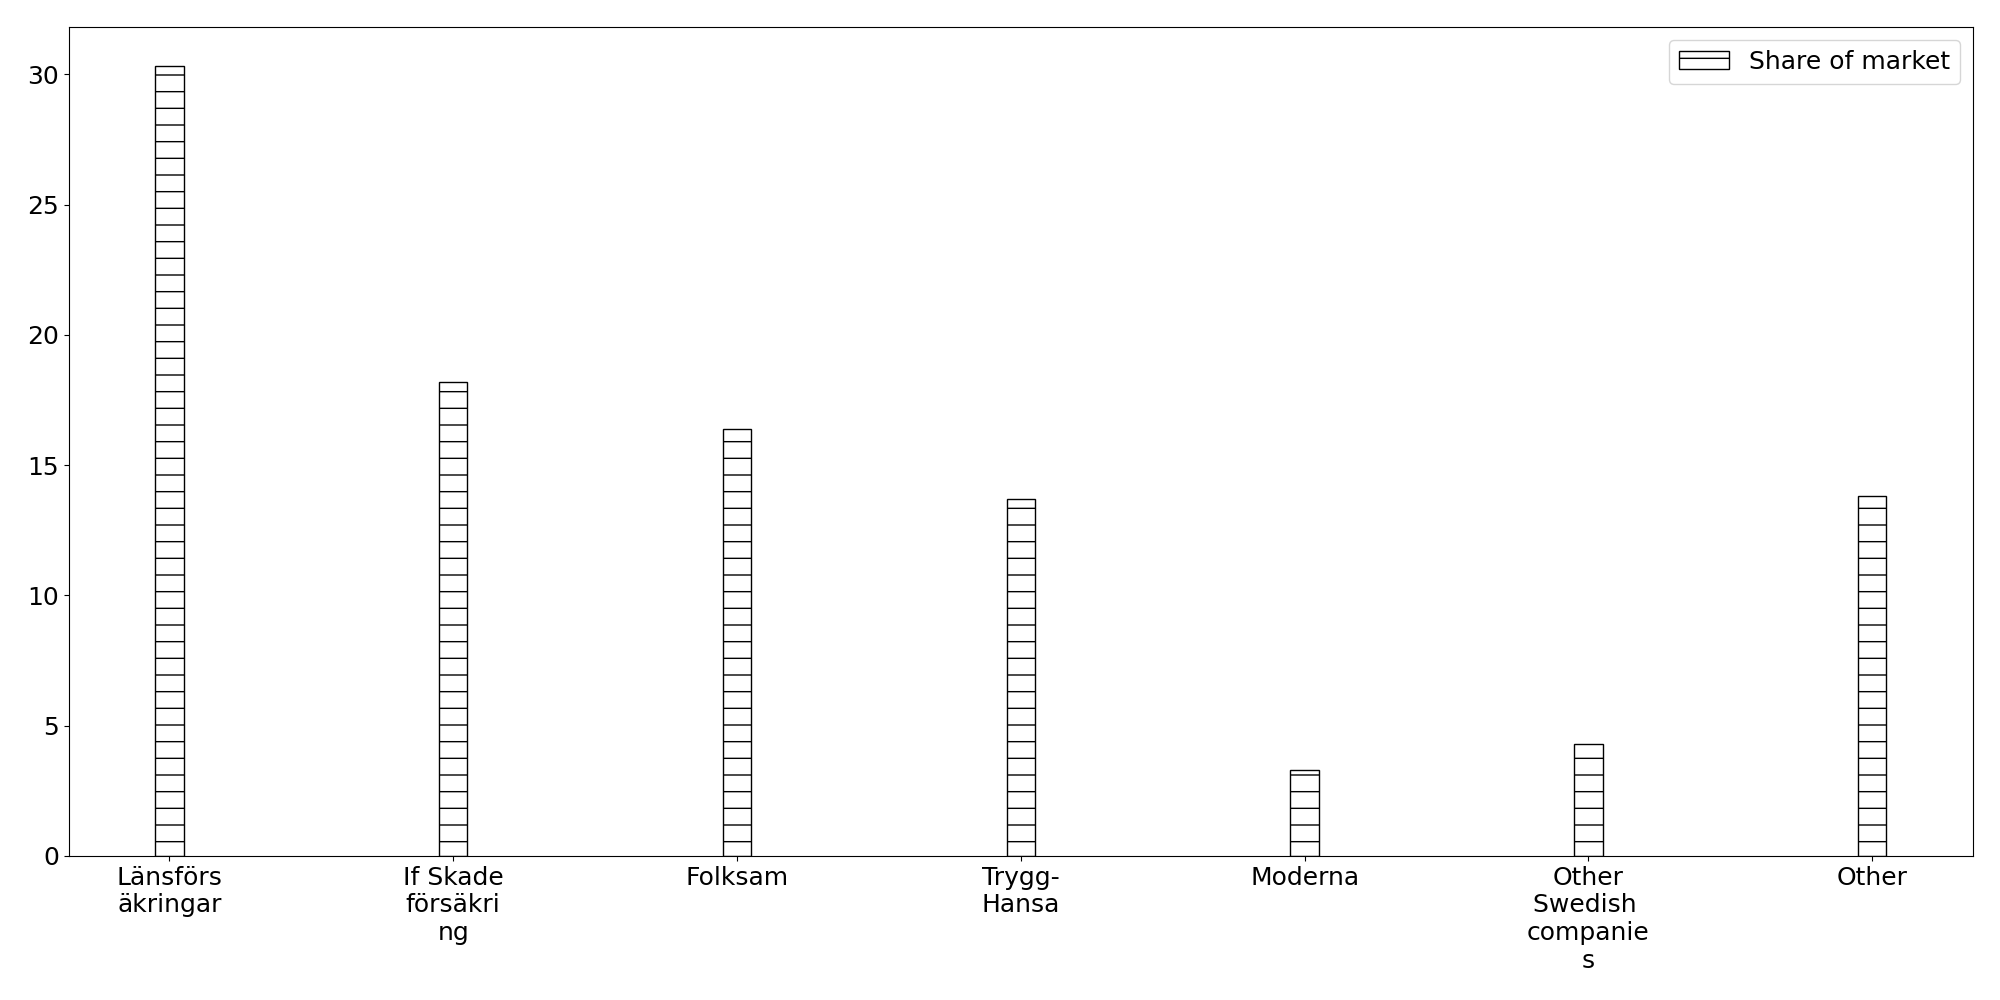 Share of market
30
25
20
15
10
5
0
Länsförs
äkringar
If Skade
försäkri
ng
Folksam
Trygg-
Hansa
Moderna
Other
Swedish
companie
s
Other